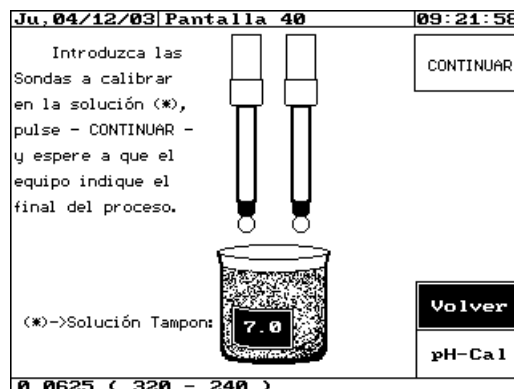 Ju,04/12/03 Pantalla 40 09:21:58
Introduzca las
Sondas a calibrar
en la solución (*),
pulse - CONTINUAR -
y espere a que el
equipo indique el
final del proceso.
CONTINUAR
(*)->Solución Tampon:
7.0
Volver
pH-Cal
0 0625 ( 320 - 240 )